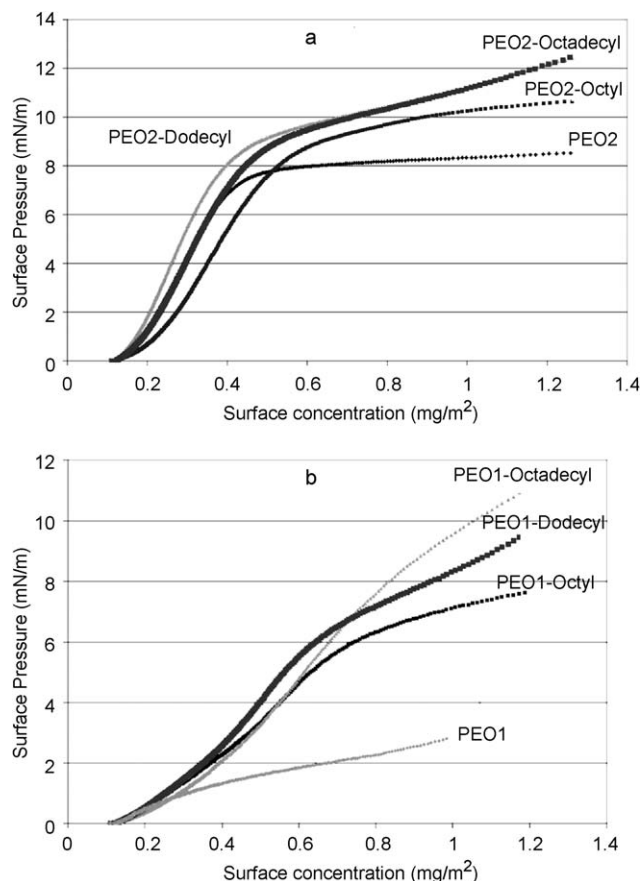 a
14
12
10
8
6
4
2
0
Surface Pressure (mN/m)
PEO2-Octadecyl
PEO2-Octyl
PEO2-Dodecyl
PEO2
0 0.2 0.4 0.6 0.8 1 1.2 1.4
Surface concentration (mg/m²)
b
12
10
8
6
4
2
0
Surface Pressure (mN/m)
PEO1-Octadecyl
PEO1-Dodecyl
PEO1-Octyl
PEO1
0 0.2 0.4 0.6 0.8 1 1.2 1.4
Surface concentration (mg/m²)